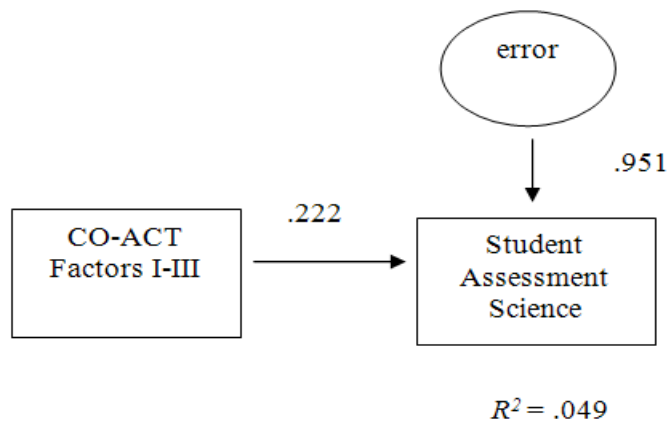 error
.951
.222
CO-ACT
Factors I-III
Student
Assessment
Science
R² = .049